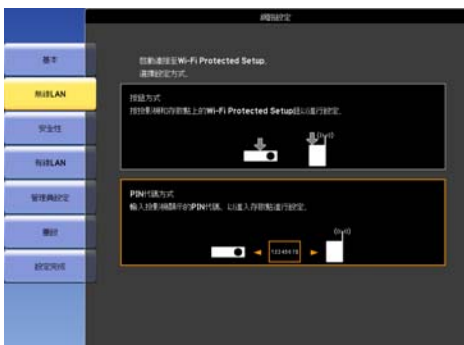 網路設定
基本
無線LAN
安全性
有線LAN
管理員設定
重設
設定完成
啟動連接至Wi-Fi Protected Setup.
選擇設定方式.
按鈕方式
按投影機和存取點上的Wi-Fi Protected Setup鈕以進行設定.
PIN代碼方式
輸入投影機顯示的PIN代碼, 以進入存取點進行設定.
12345678